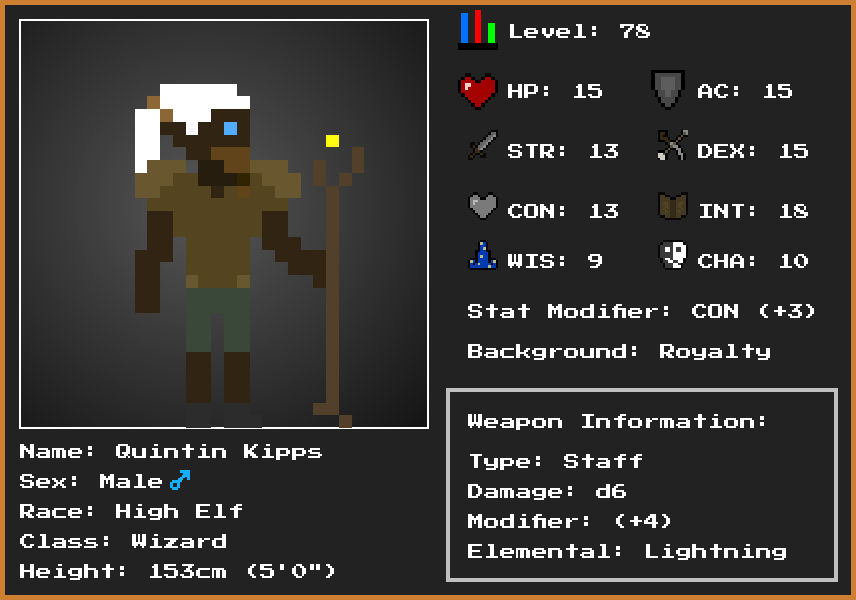 Level: 78
HP: 15 AC: 15
STR: 13 DEX: 15
CON: 13 INT: 18
WIS: 9 CHA: 10
Stat Modifier: CON (+3)
Background: Royalty
Weapon Information:
Type: Staff
Damage: d6
Modifier: (+4)
Elemental: Lightning
Name: Quintin Kipps
Sex: Male ♂
Race: High Elf
Class: Wizard
Height: 153cm (5'0")